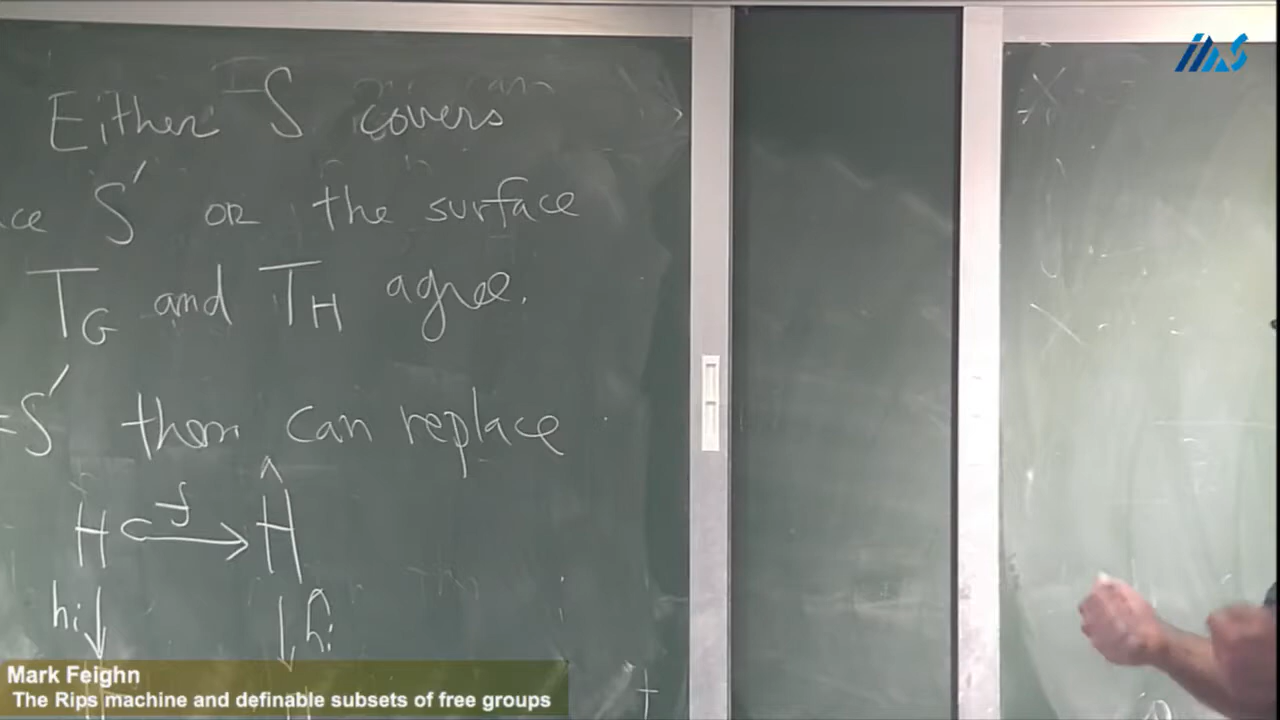 Either S covers
ce S' or the surface
T_G and T_H agree.
=S' then can replace
H f Ĥ
hᵢ ĥᵢ
Mark Feighn
The Rips machine and definable subsets of free groups